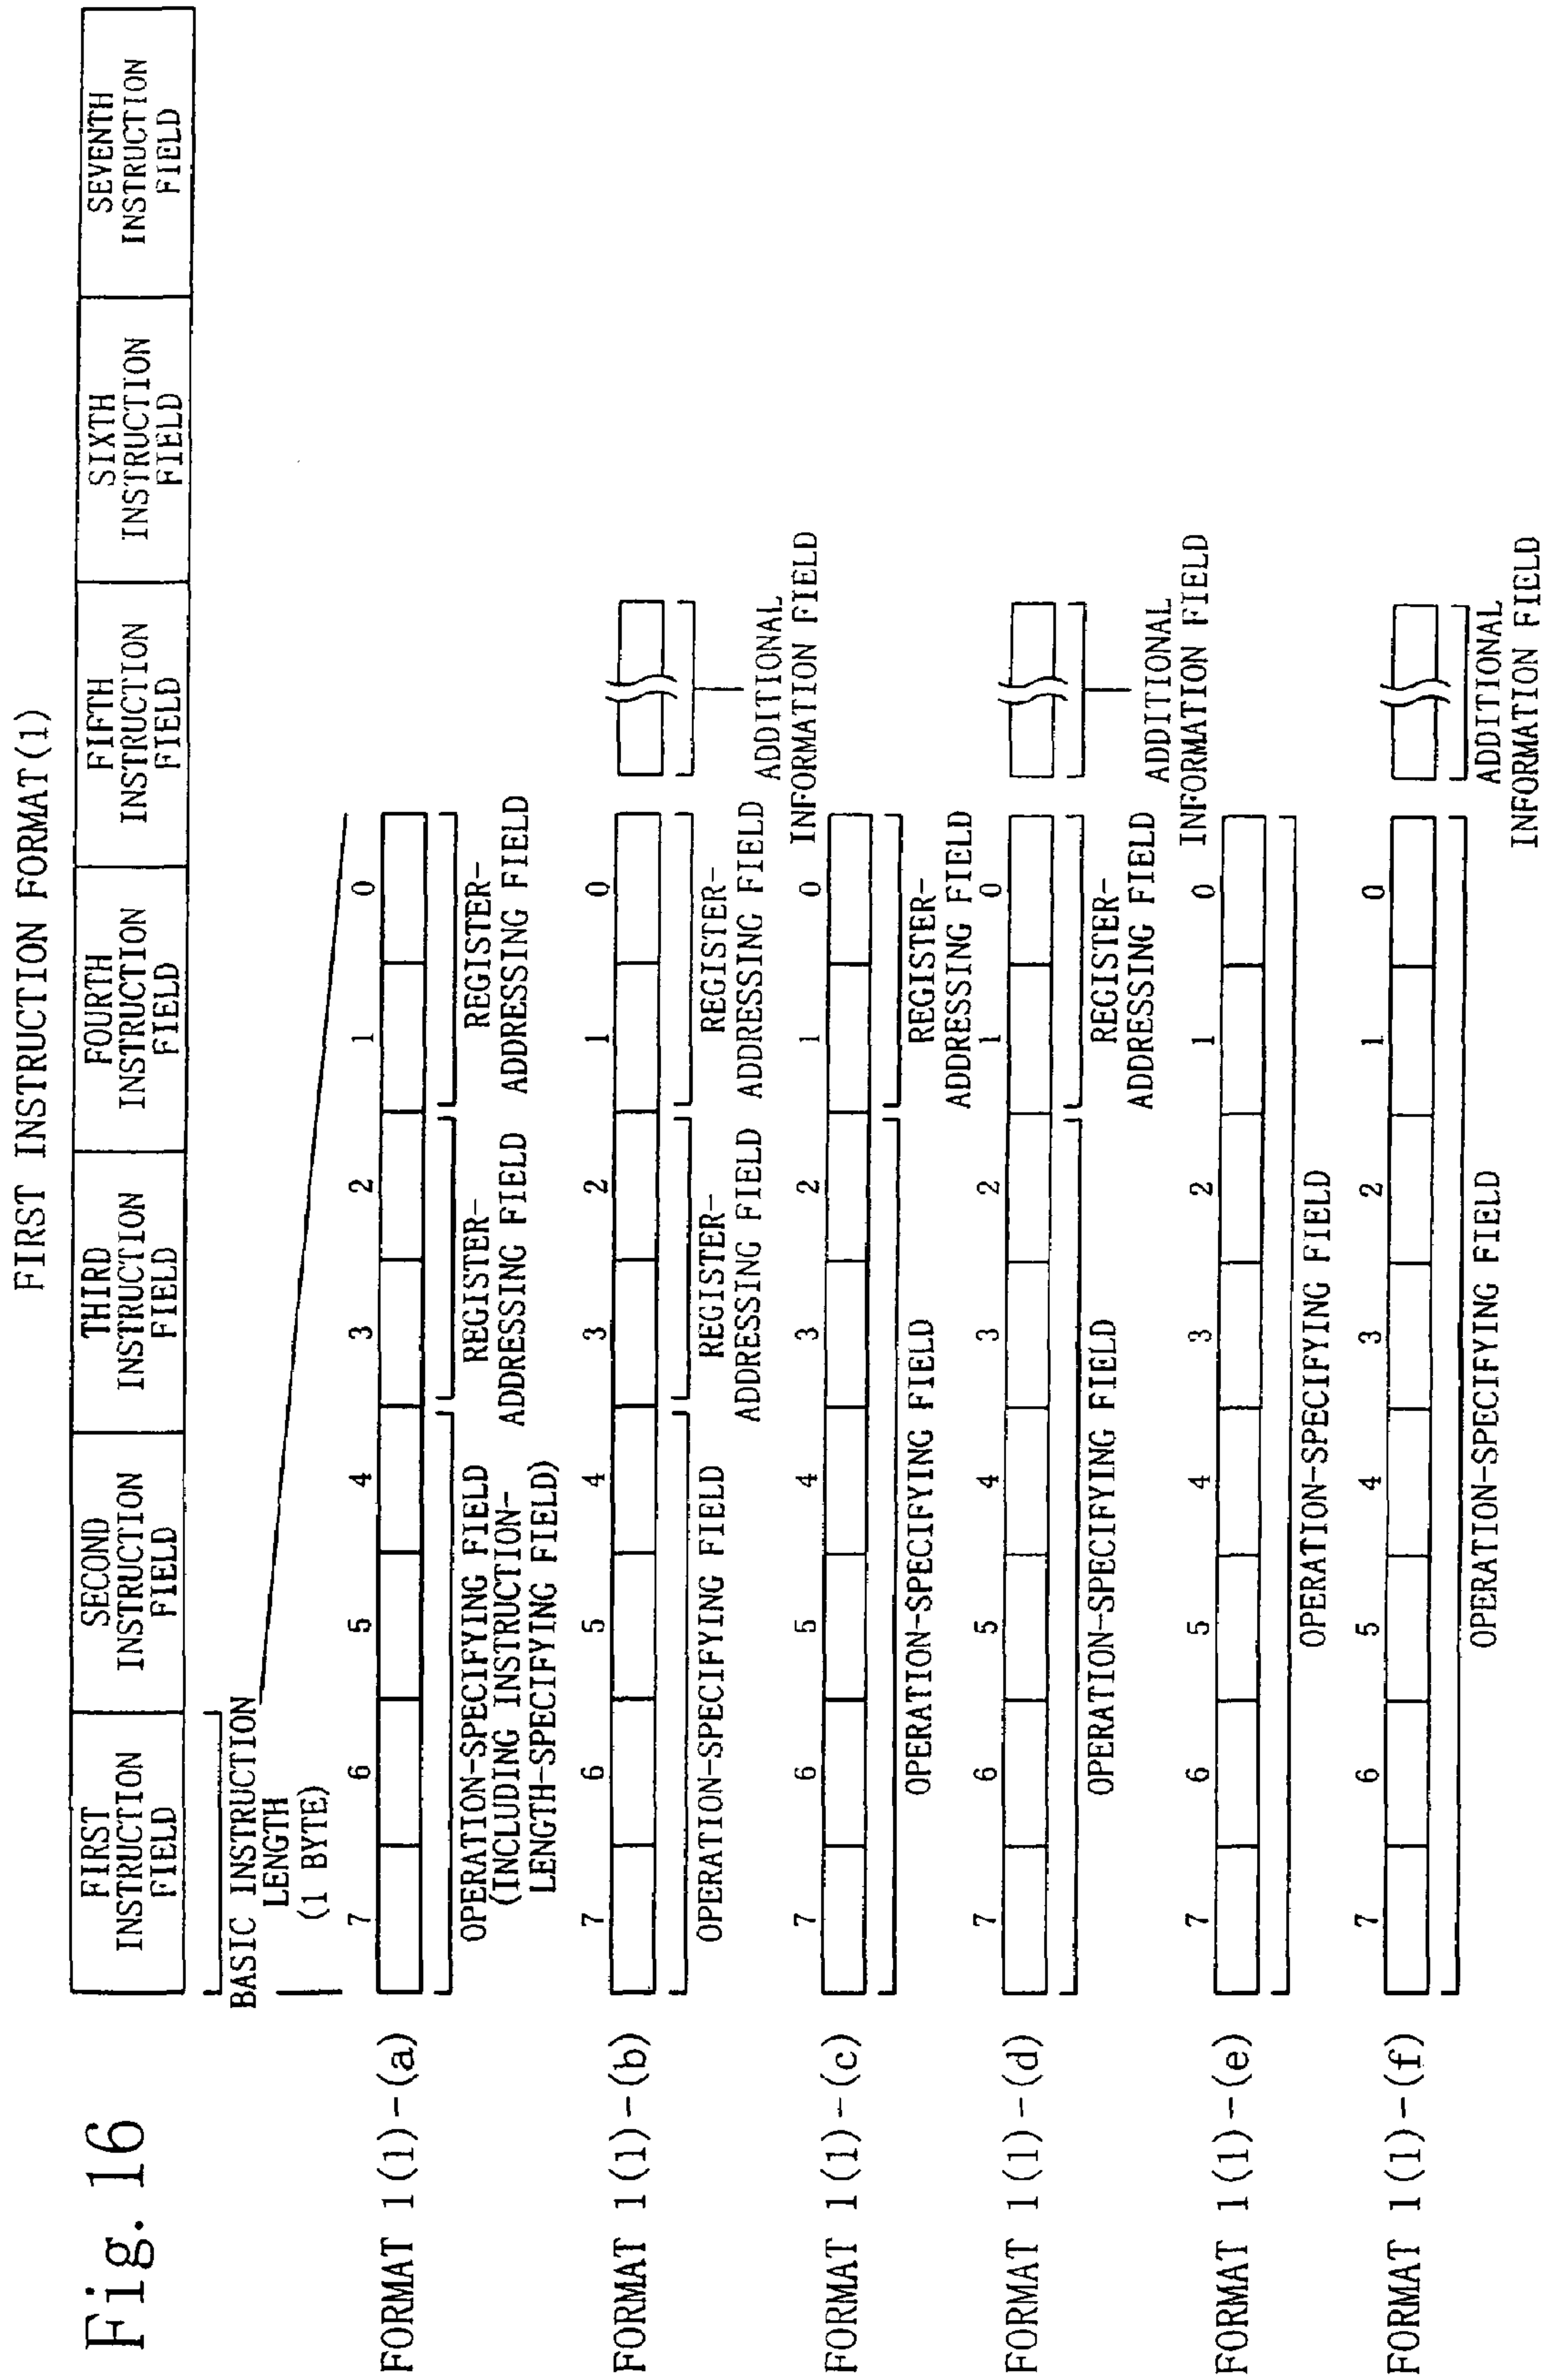 Fig. 16
FIRST INSTRUCTION FORMAT(1)
FIRST
INSTRUCTION
FIELD
SECOND
INSTRUCTION
FIELD
THIRD
INSTRUCTION
FIELD
FOURTH
INSTRUCTION
FIELD
FIFTH
INSTRUCTION
FIELD
SIXTH
INSTRUCTION
FIELD
SEVENTH
INSTRUCTION
FIELD
BASIC INSTRUCTION
LENGTH
(1 BYTE)
FORMAT 1(1)-(a)
7 6 5 4 3 2 1 0
OPERATION-SPECIFYING FIELD
(INCLUDING INSTRUCTION-
LENGTH-SPECIFYING FIELD)
REGISTER-
ADDRESSING FIELD
REGISTER-
ADDRESSING FIELD
FORMAT 1(1)-(b)
7 6 5 4 3 2 1 0
OPERATION-SPECIFYING FIELD
REGISTER-
ADDRESSING FIELD
REGISTER-
ADDRESSING FIELD
ADDITIONAL
INFORMATION FIELD
FORMAT 1(1)-(c)
7 6 5 4 3 2 1 0
OPERATION-SPECIFYING FIELD
REGISTER-
ADDRESSING FIELD
FORMAT 1(1)-(d)
7 6 5 4 3 2 1 0
OPERATION-SPECIFYING FIELD
REGISTER-
ADDRESSING FIELD
ADDITIONAL
INFORMATION FIELD
FORMAT 1(1)-(e)
7 6 5 4 3 2 1 0
OPERATION-SPECIFYING FIELD
FORMAT 1(1)-(f)
7 6 5 4 3 2 1 0
OPERATION-SPECIFYING FIELD
ADDITIONAL
INFORMATION FIELD